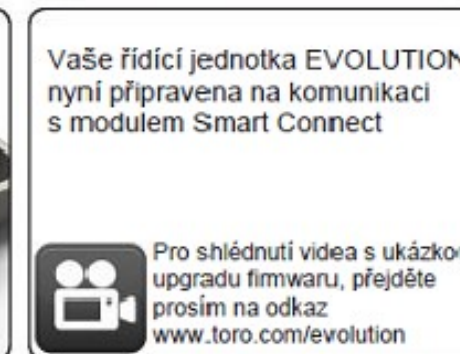 Vaše řídící jednotka EVOLUTION
nyní připravena na komunikaci
s modulem Smart Connect
Pro shlédnutí videa s ukázkou
upgradu firmwaru, přejděte
prosím na odkaz
www.toro.com/evolution